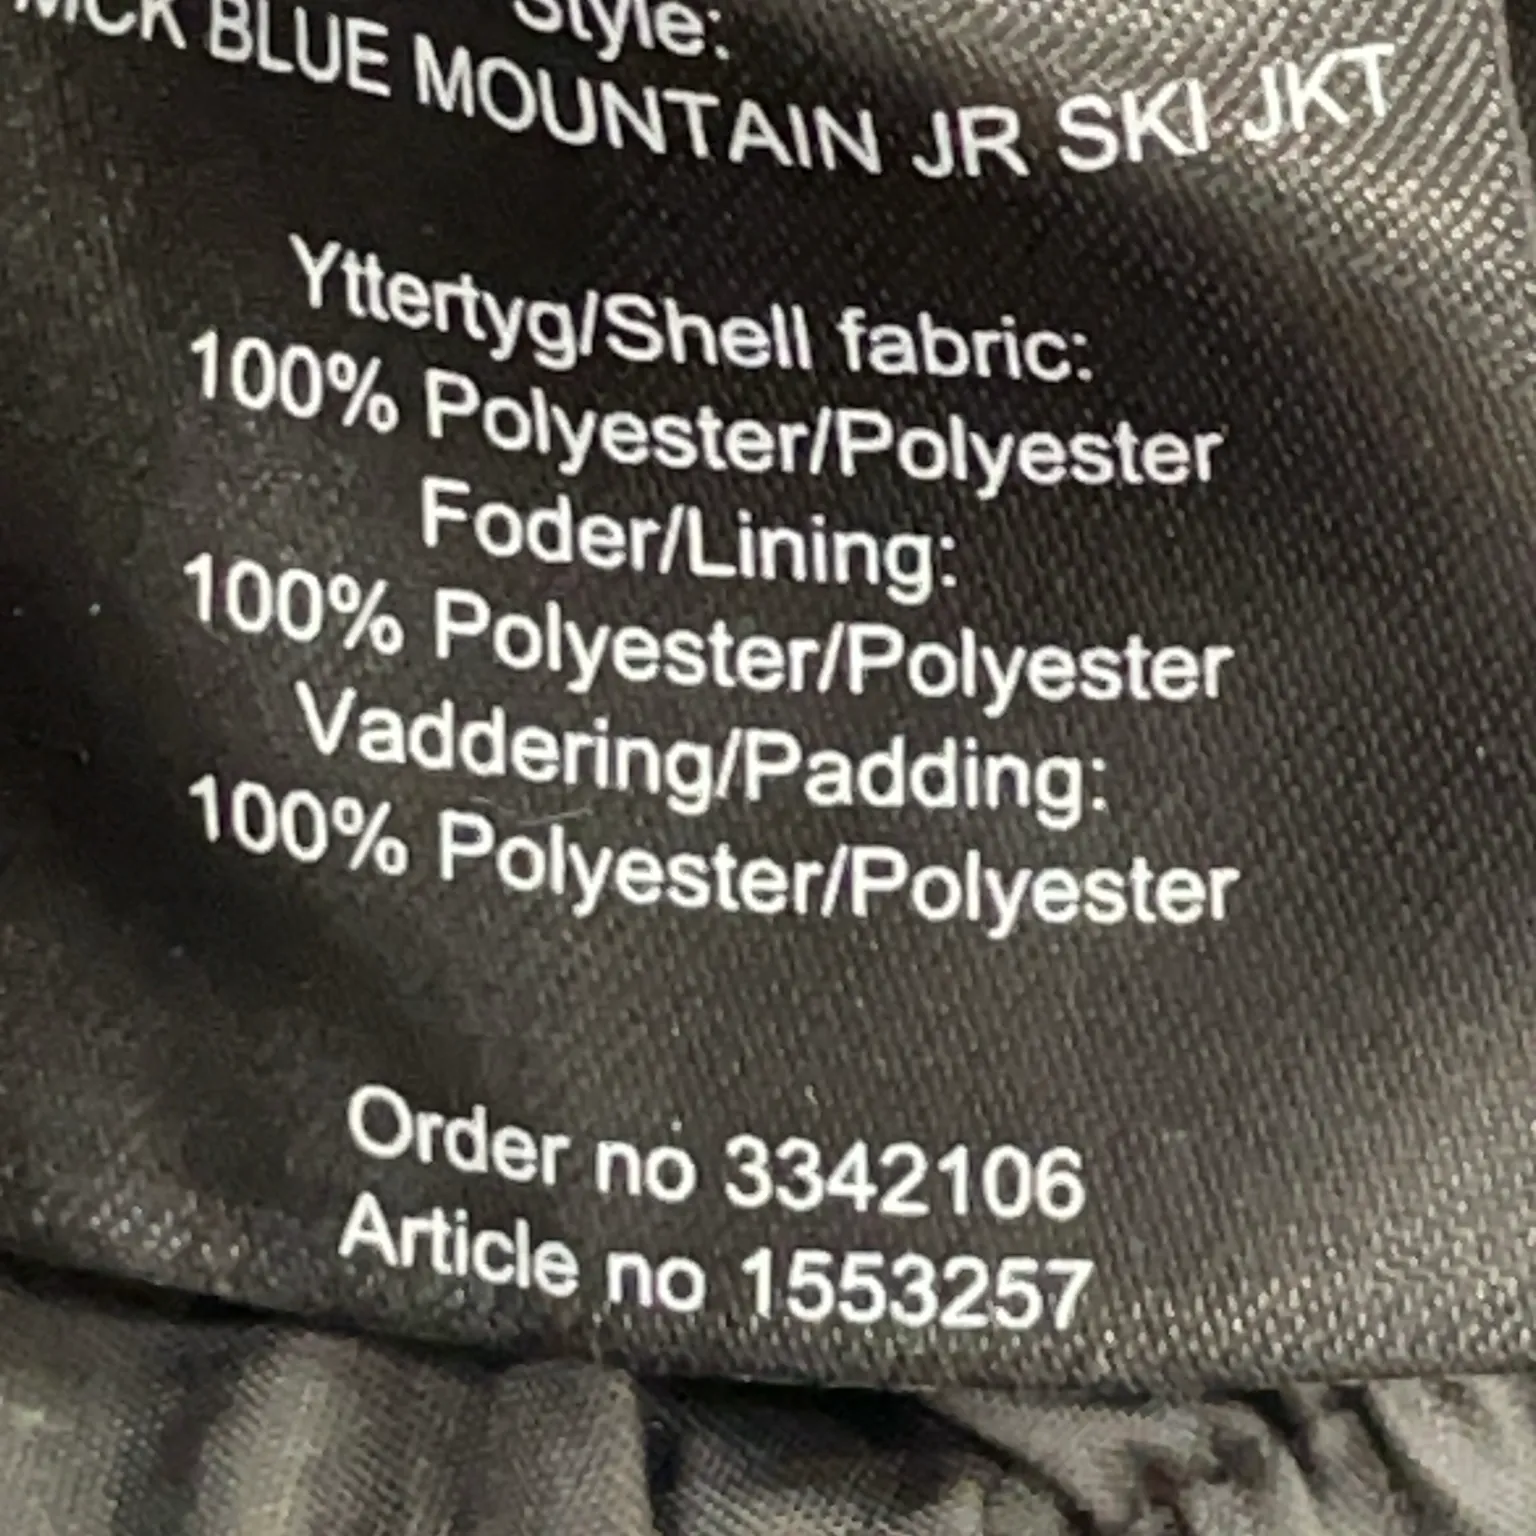 Style:
MCK BLUE MOUNTAIN JR SKI JKT
Yttertyg/Shell fabric:
100% Polyester/Polyester
Foder/Lining:
100% Polyester/Polyester
Vaddering/Padding:
100% Polyester/Polyester
Order no 3342106
Article no 1553257